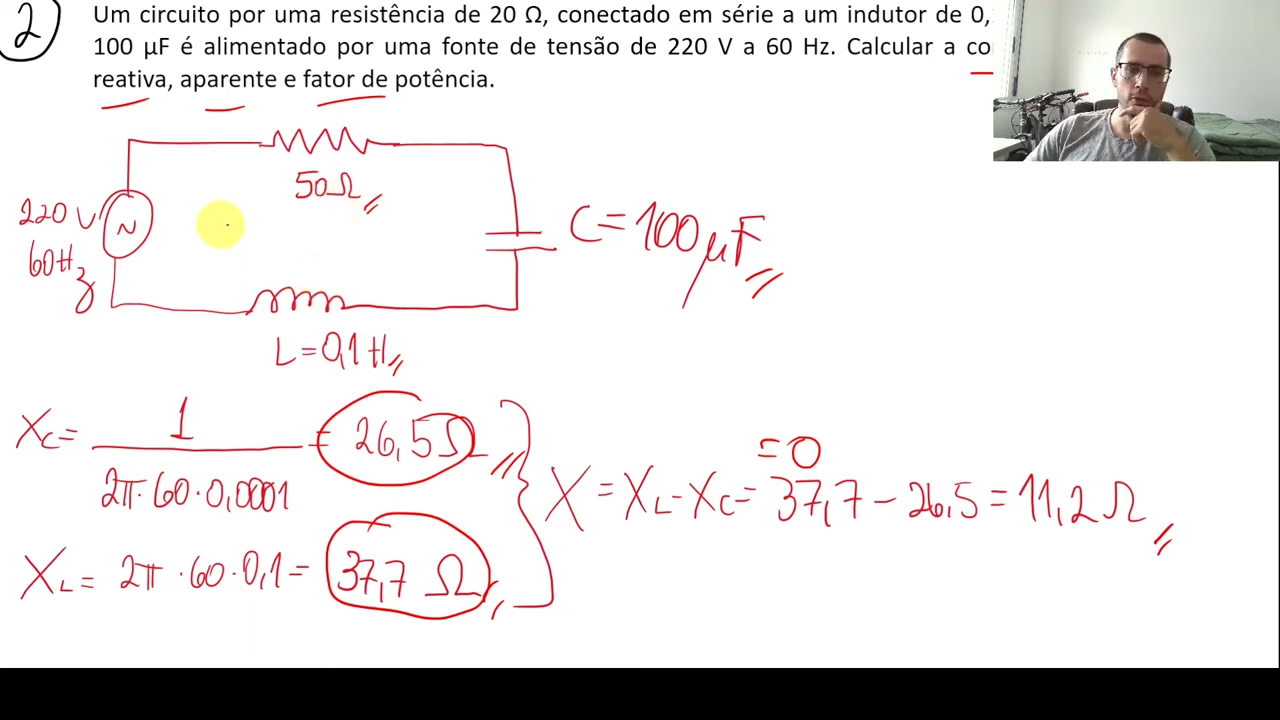 2
Um circuito por uma resistência de 20 Ω, conectado em série a um indutor de 0,
100 µF é alimentado por uma fonte de tensão de 220 V a 60 Hz. Calcular a co
reativa, aparente e fator de potência.
50Ω
220 V
60Hz
C = 100µF
L = 0,1 H
Xc = 1 / 2π·60·0,0001 = 26,5Ω
= 0
X = XL - Xc = 37,7 - 26,5 = 11,2 Ω
XL = 2π·60·0,1 = 37,7 Ω